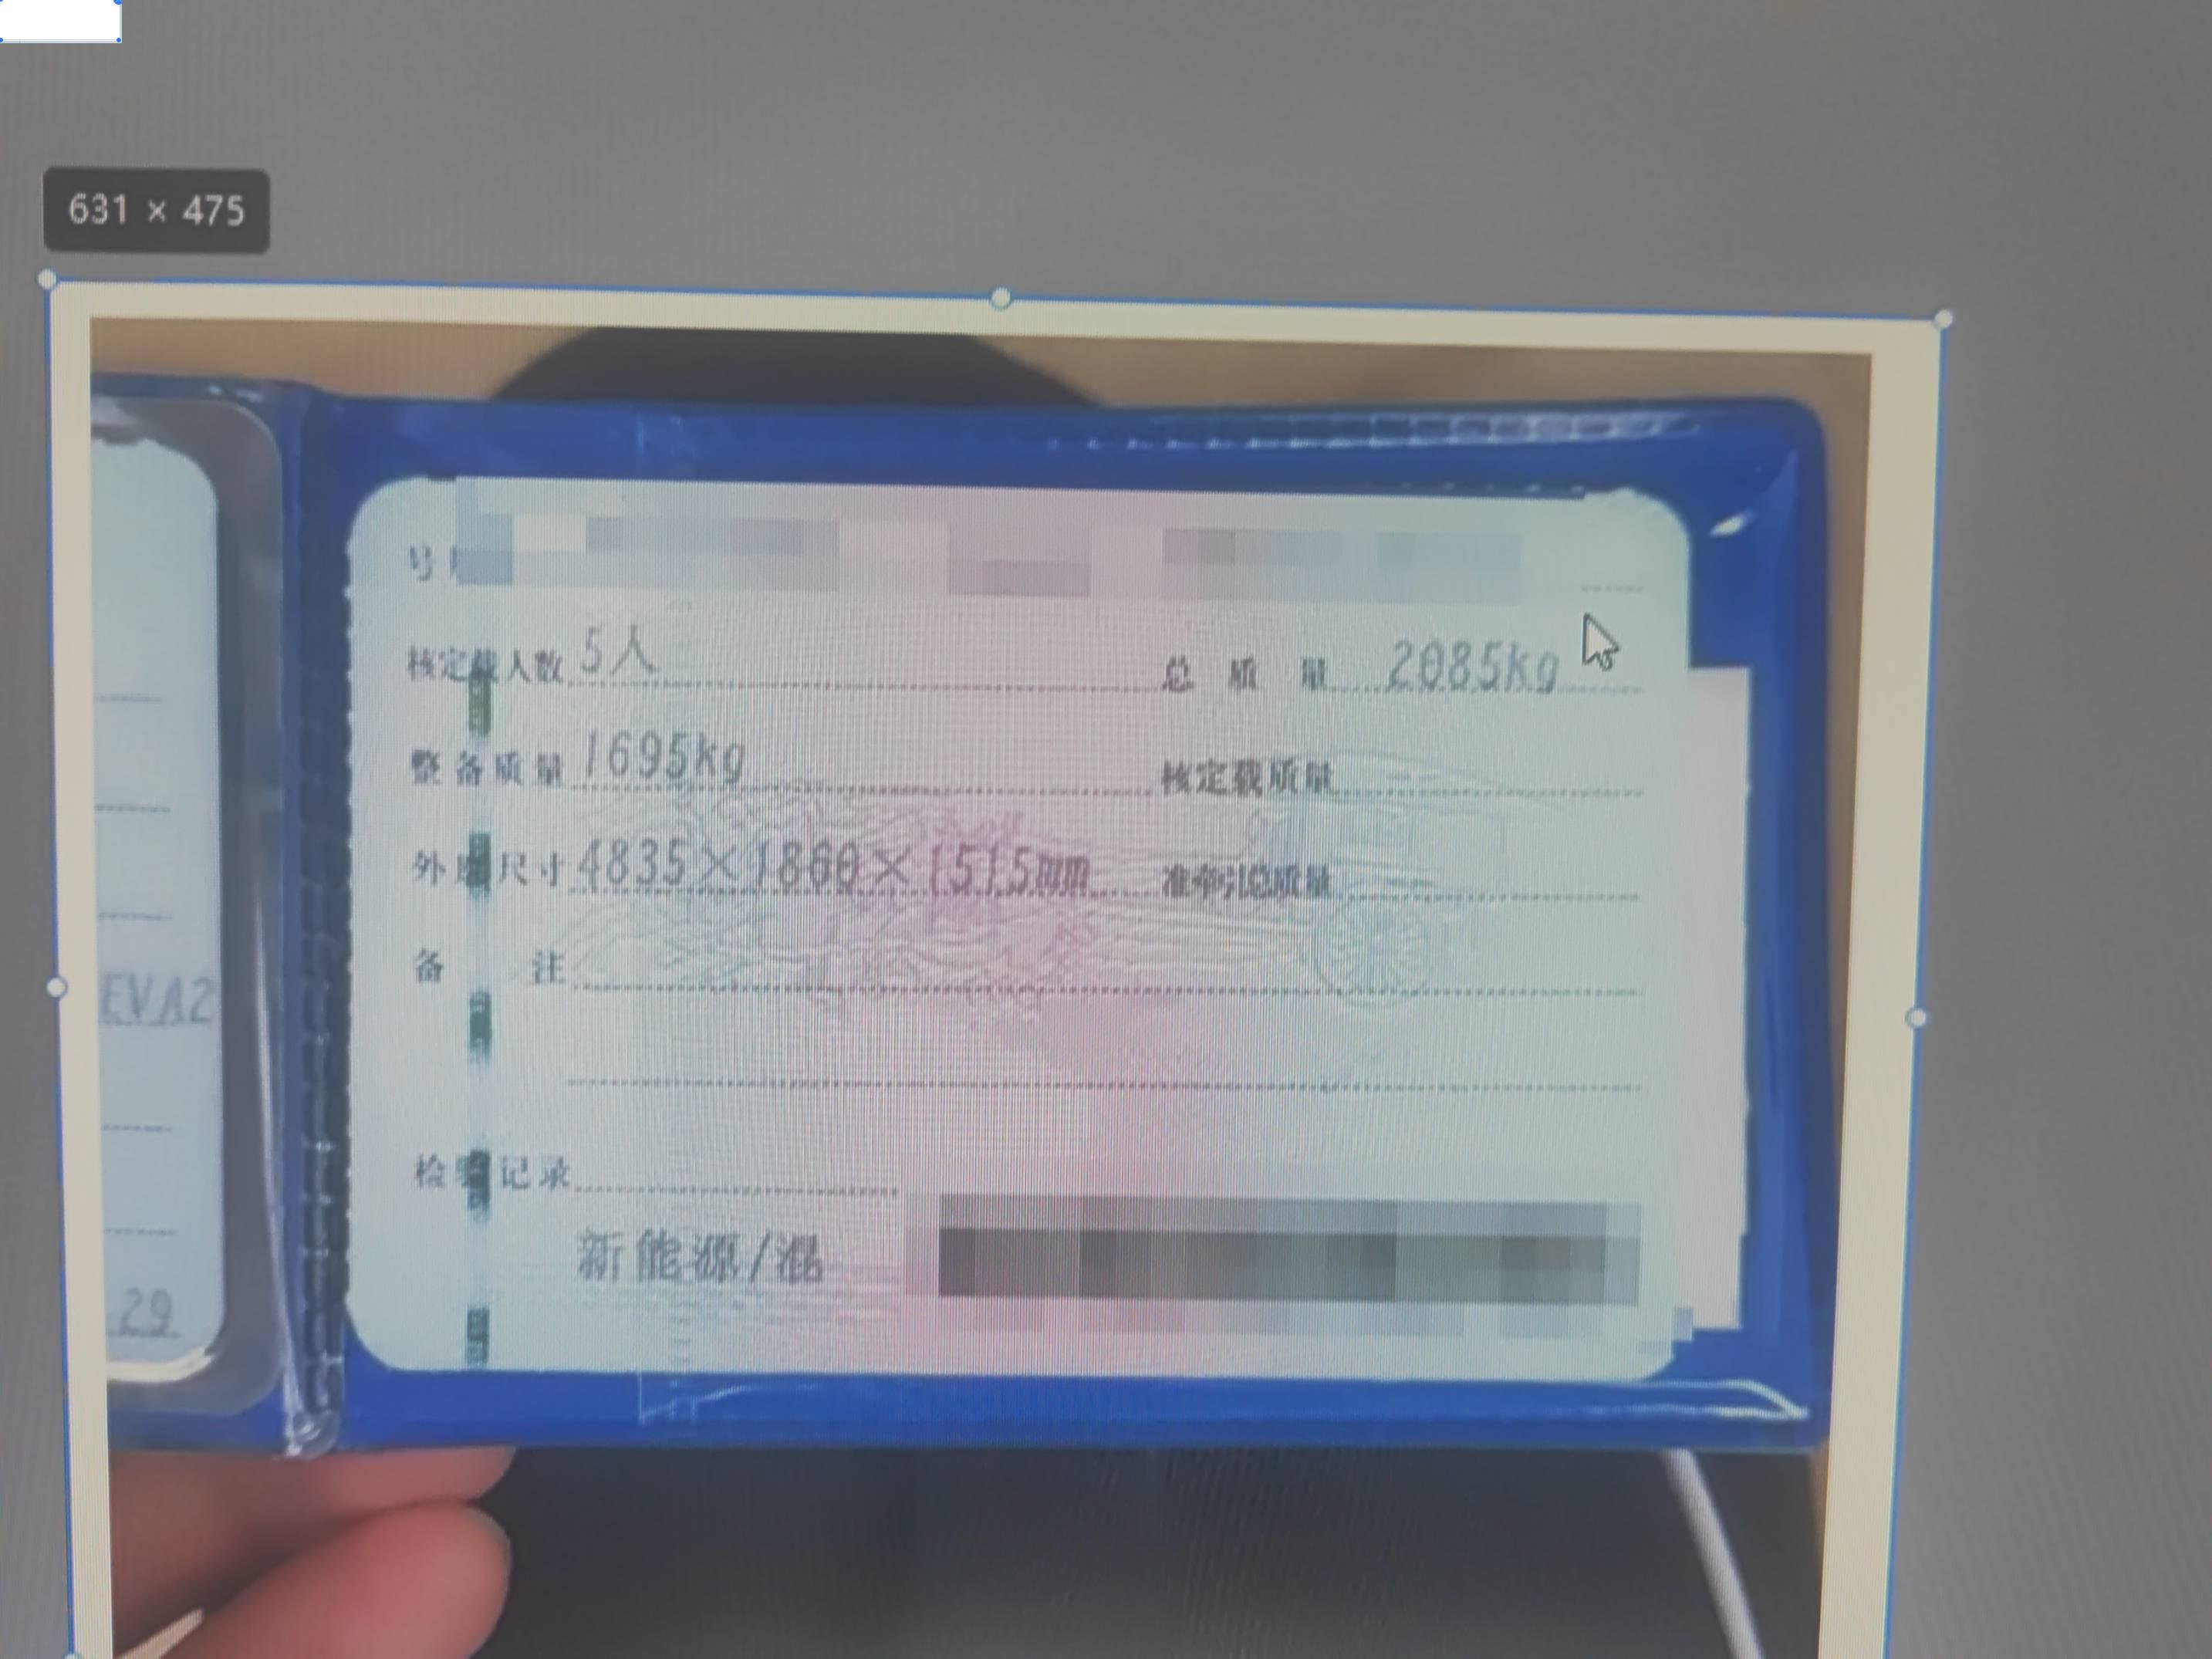 631 × 475
号
核定载人数 5人 总质量 2085kg
整备质量 1695kg 核定载质量
外廓尺寸 4835×1860×1515mm 准牵引总质量
备注
EVA2
检验记录
新能源/混
29